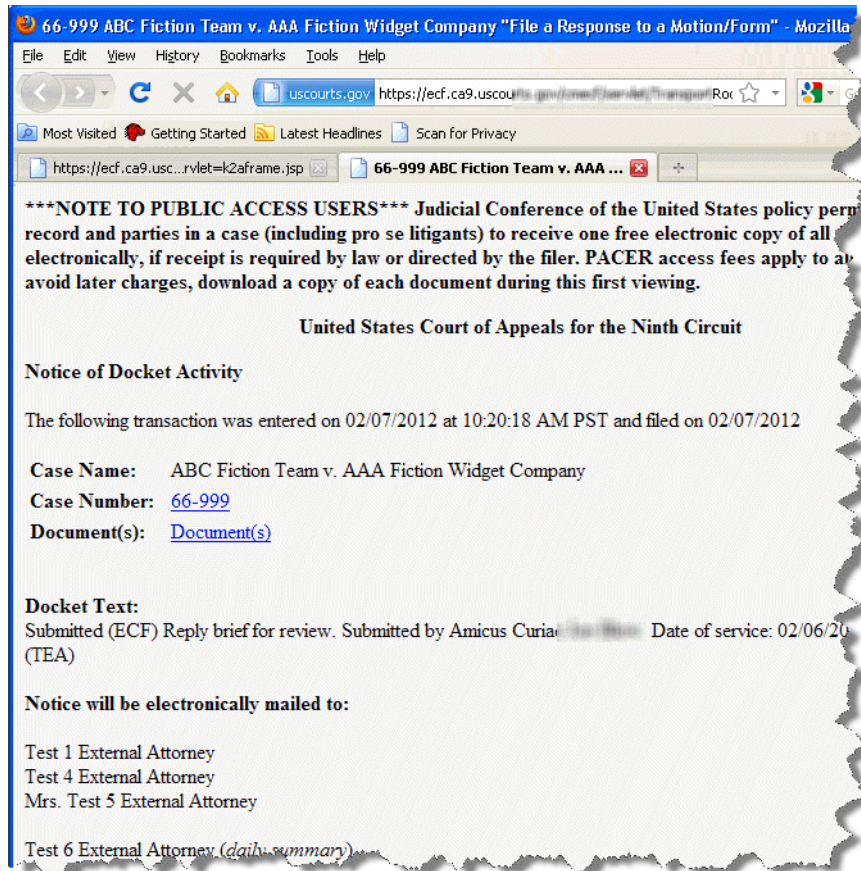 66-999 ABC Fiction Team v. AAA Fiction Widget Company "File a Response to a Motion/Form" - Mozilla
File Edit View History Bookmarks Tools Help
uscourts.gov https://ecf.ca9.uscou
Most Visited Getting Started Latest Headlines Scan for Privacy
https://ecf.ca9.usc...rvlet=k2aframe.jsp 66-999 ABC Fiction Team v. AAA ...
***NOTE TO PUBLIC ACCESS USERS*** Judicial Conference of the United States policy perm
record and parties in a case (including pro se litigants) to receive one free electronic copy of all
electronically, if receipt is required by law or directed by the filer. PACER access fees apply to
avoid later charges, download a copy of each document during this first viewing.
United States Court of Appeals for the Ninth Circuit
Notice of Docket Activity
The following transaction was entered on 02/07/2012 at 10:20:18 AM PST and filed on 02/07/2012
Case Name: ABC Fiction Team v. AAA Fiction Widget Company
Case Number: 66-999
Document(s): Document(s)
Docket Text:
Submitted (ECF) Reply brief for review. Submitted by Amicus Curiae Date of service: 02/06/20
(TEA)
Notice will be electronically mailed to:
Test 1 External Attorney
Test 4 External Attorney
Mrs. Test 5 External Attorney
Test 6 External Attorney (daily summary)